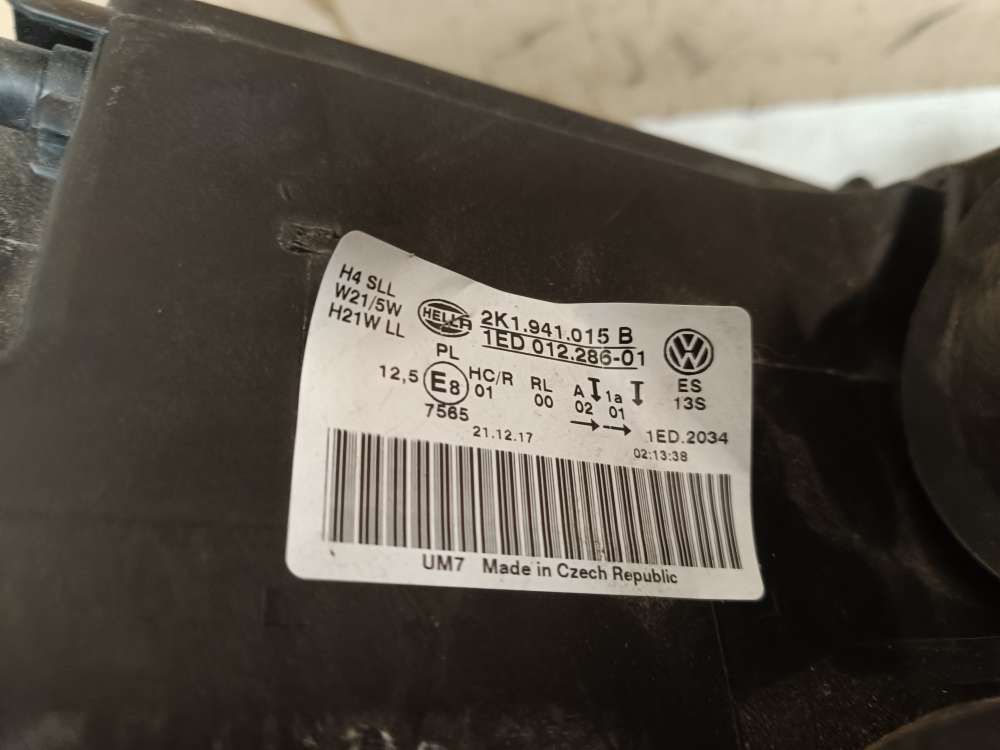 H4 SLL
W21/5W
H21W LL
HELLA
2K1.941.015 B
1ED 012.286-01
PL
12,5 E8 HC/R RL A 1a ES
01 00 02 01 13S
7565
21.12.17
1ED.2034
02:13:38
UM7 Made in Czech Republic